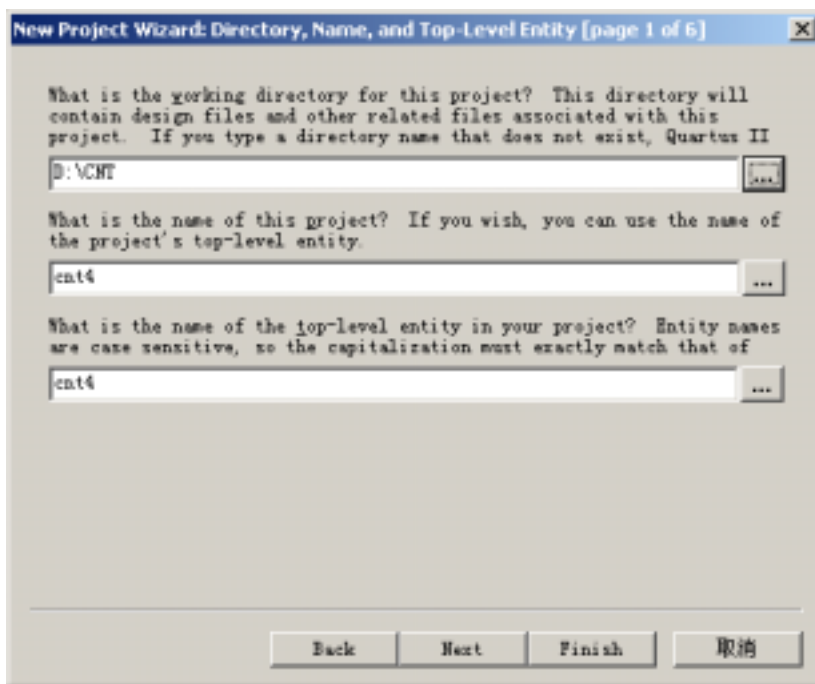 New Project Wizard: Directory, Name, and Top-Level Entity [page 1 of 6]
What is the working directory for this project? This directory will
contain design files and other related files associated with this
project. If you type a directory name that does not exist, Quartus II
D:\CNT
...
What is the name of this project? If you wish, you can use the name of
the project's top-level entity.
cnt4
...
What is the name of the top-level entity in your project? Entity names
are case sensitive, so the capitalization must exactly match that of
cnt4
...
Back Next Finish 取消